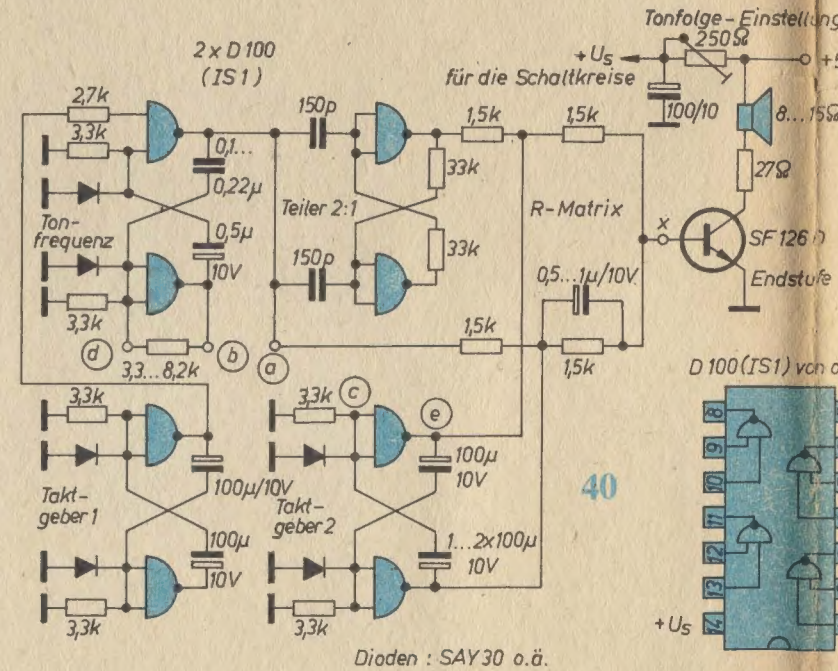 Tonfolge-Einstellung
250Ω
+Us
für die Schaltkreise
100/10
8...15Ω
27Ω
2 x D 100
(IS1)
2,7k
3,3k
0,1...
0,22µ
0,5µ
10V
Ton-
frequenz
3,3k
d
b
3,3...8,2k
a
150p
Teiler 2:1
150p
33k
33k
1,5k
1,5k
R-Matrix
x
0,5...1µ/10V
1,5k
1,5k
SF 126 D
Endstufe
3,3k
Takt-
geber 1
100µ/10V
100µ
10V
3,3k
3,3k
c
e
Takt-
geber 2
100µ
10V
1...2x100µ
10V
3,3k
40
D 100 (IS1) von
8
9
10
11
12
13
14
+Us
Dioden : SAY 30 o.ä.